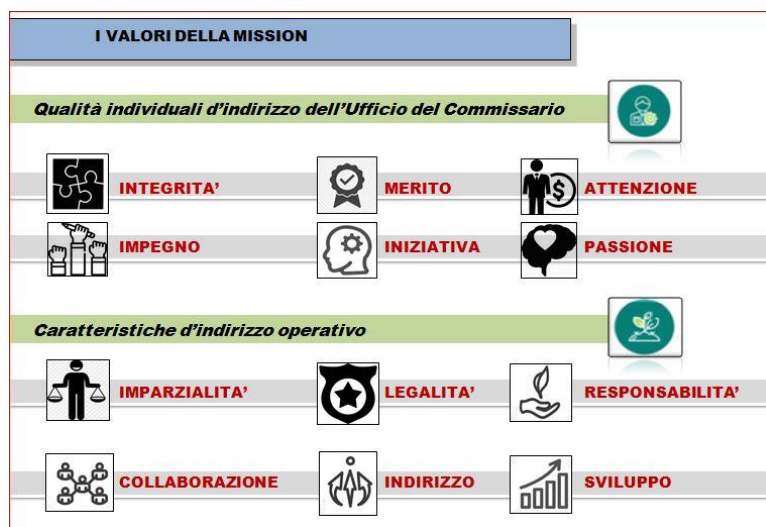 I VALORI DELLA MISSION
Qualità individuali d'indirizzo dell'Ufficio del Commissario
INTEGRITA' MERITO ATTENZIONE
IMPEGNO INIZIATIVA PASSIONE
Caratteristiche d'indirizzo operativo
IMPARZIALITA' LEGALITA' RESPONSABILITA'
COLLABORAZIONE INDIRIZZO SVILUPPO